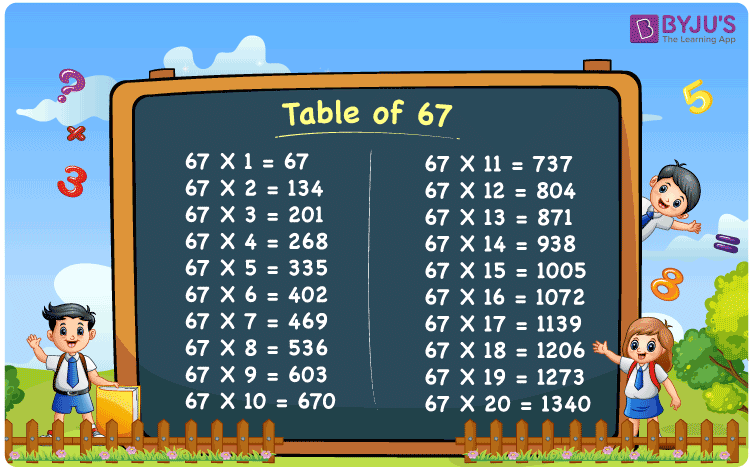 BYJU'S
The Learning App
?
×
3
5
=
8
Table of 67
67 X 1 = 67
67 X 2 = 134
67 X 3 = 201
67 X 4 = 268
67 X 5 = 335
67 X 6 = 402
67 X 7 = 469
67 X 8 = 536
67 X 9 = 603
67 X 10 = 670
67 X 11 = 737
67 X 12 = 804
67 X 13 = 871
67 X 14 = 938
67 X 15 = 1005
67 X 16 = 1072
67 X 17 = 1139
67 X 18 = 1206
67 X 19 = 1273
67 X 20 = 1340